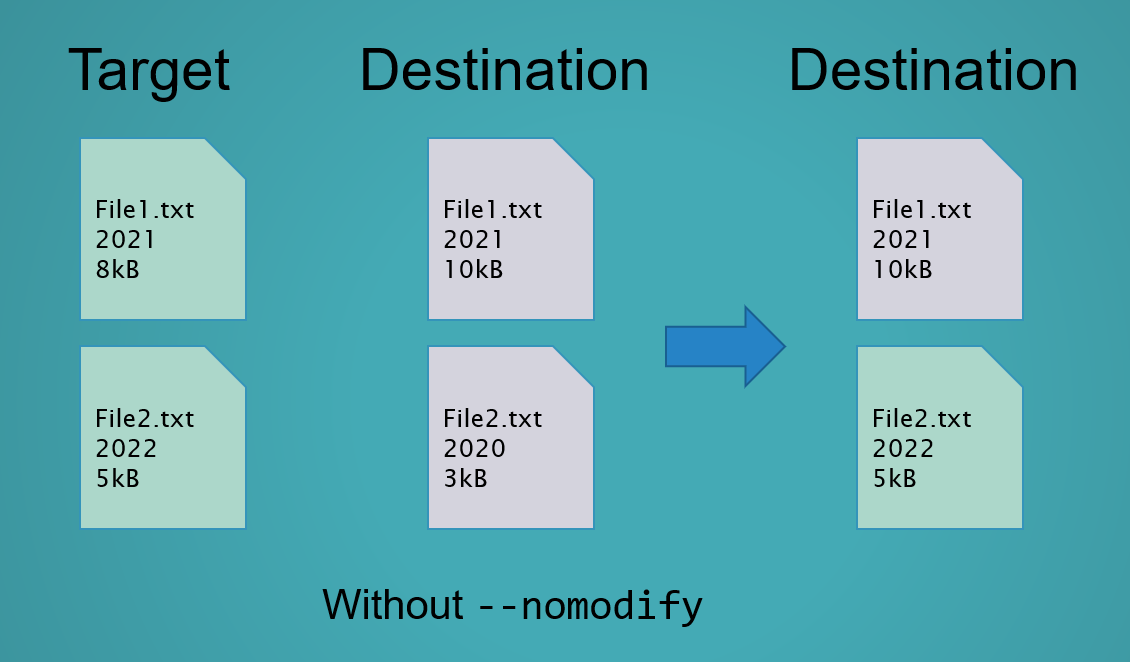 Target
Destination
Destination
File1.txt
2021
8kB
File1.txt
2021
10kB
File1.txt
2021
10kB
File2.txt
2022
5kB
File2.txt
2020
3kB
File2.txt
2022
5kB
Without --nomodify